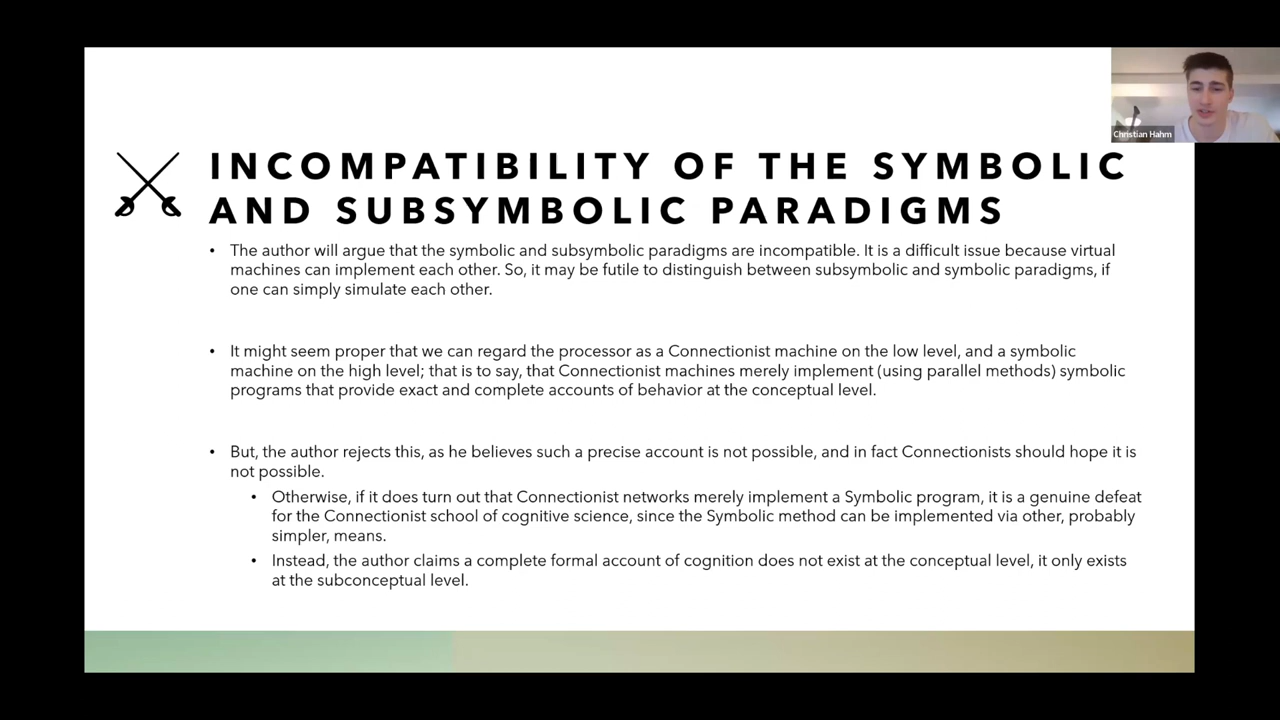 Christian Hahm
INCOMPATIBILITY OF THE SYMBOLIC
AND SUBSYMBOLIC PARADIGMS
• The author will argue that the symbolic and subsymbolic paradigms are incompatible. It is a difficult issue because virtual
machines can implement each other. So, it may be futile to distinguish between subsymbolic and symbolic paradigms, if
one can simply simulate each other.
• It might seem proper that we can regard the processor as a Connectionist machine on the low level, and a symbolic
machine on the high level; that is to say, that Connectionist machines merely implement (using parallel methods) symbolic
programs that provide exact and complete accounts of behavior at the conceptual level.
• But, the author rejects this, as he believes such a precise account is not possible, and in fact Connectionists should hope it is
not possible.
• Otherwise, if it does turn out that Connectionist networks merely implement a Symbolic program, it is a genuine defeat
for the Connectionist school of cognitive science, since the Symbolic method can be implemented via other, probably
simpler, means.
• Instead, the author claims a complete formal account of cognition does not exist at the conceptual level, it only exists
at the subconceptual level.